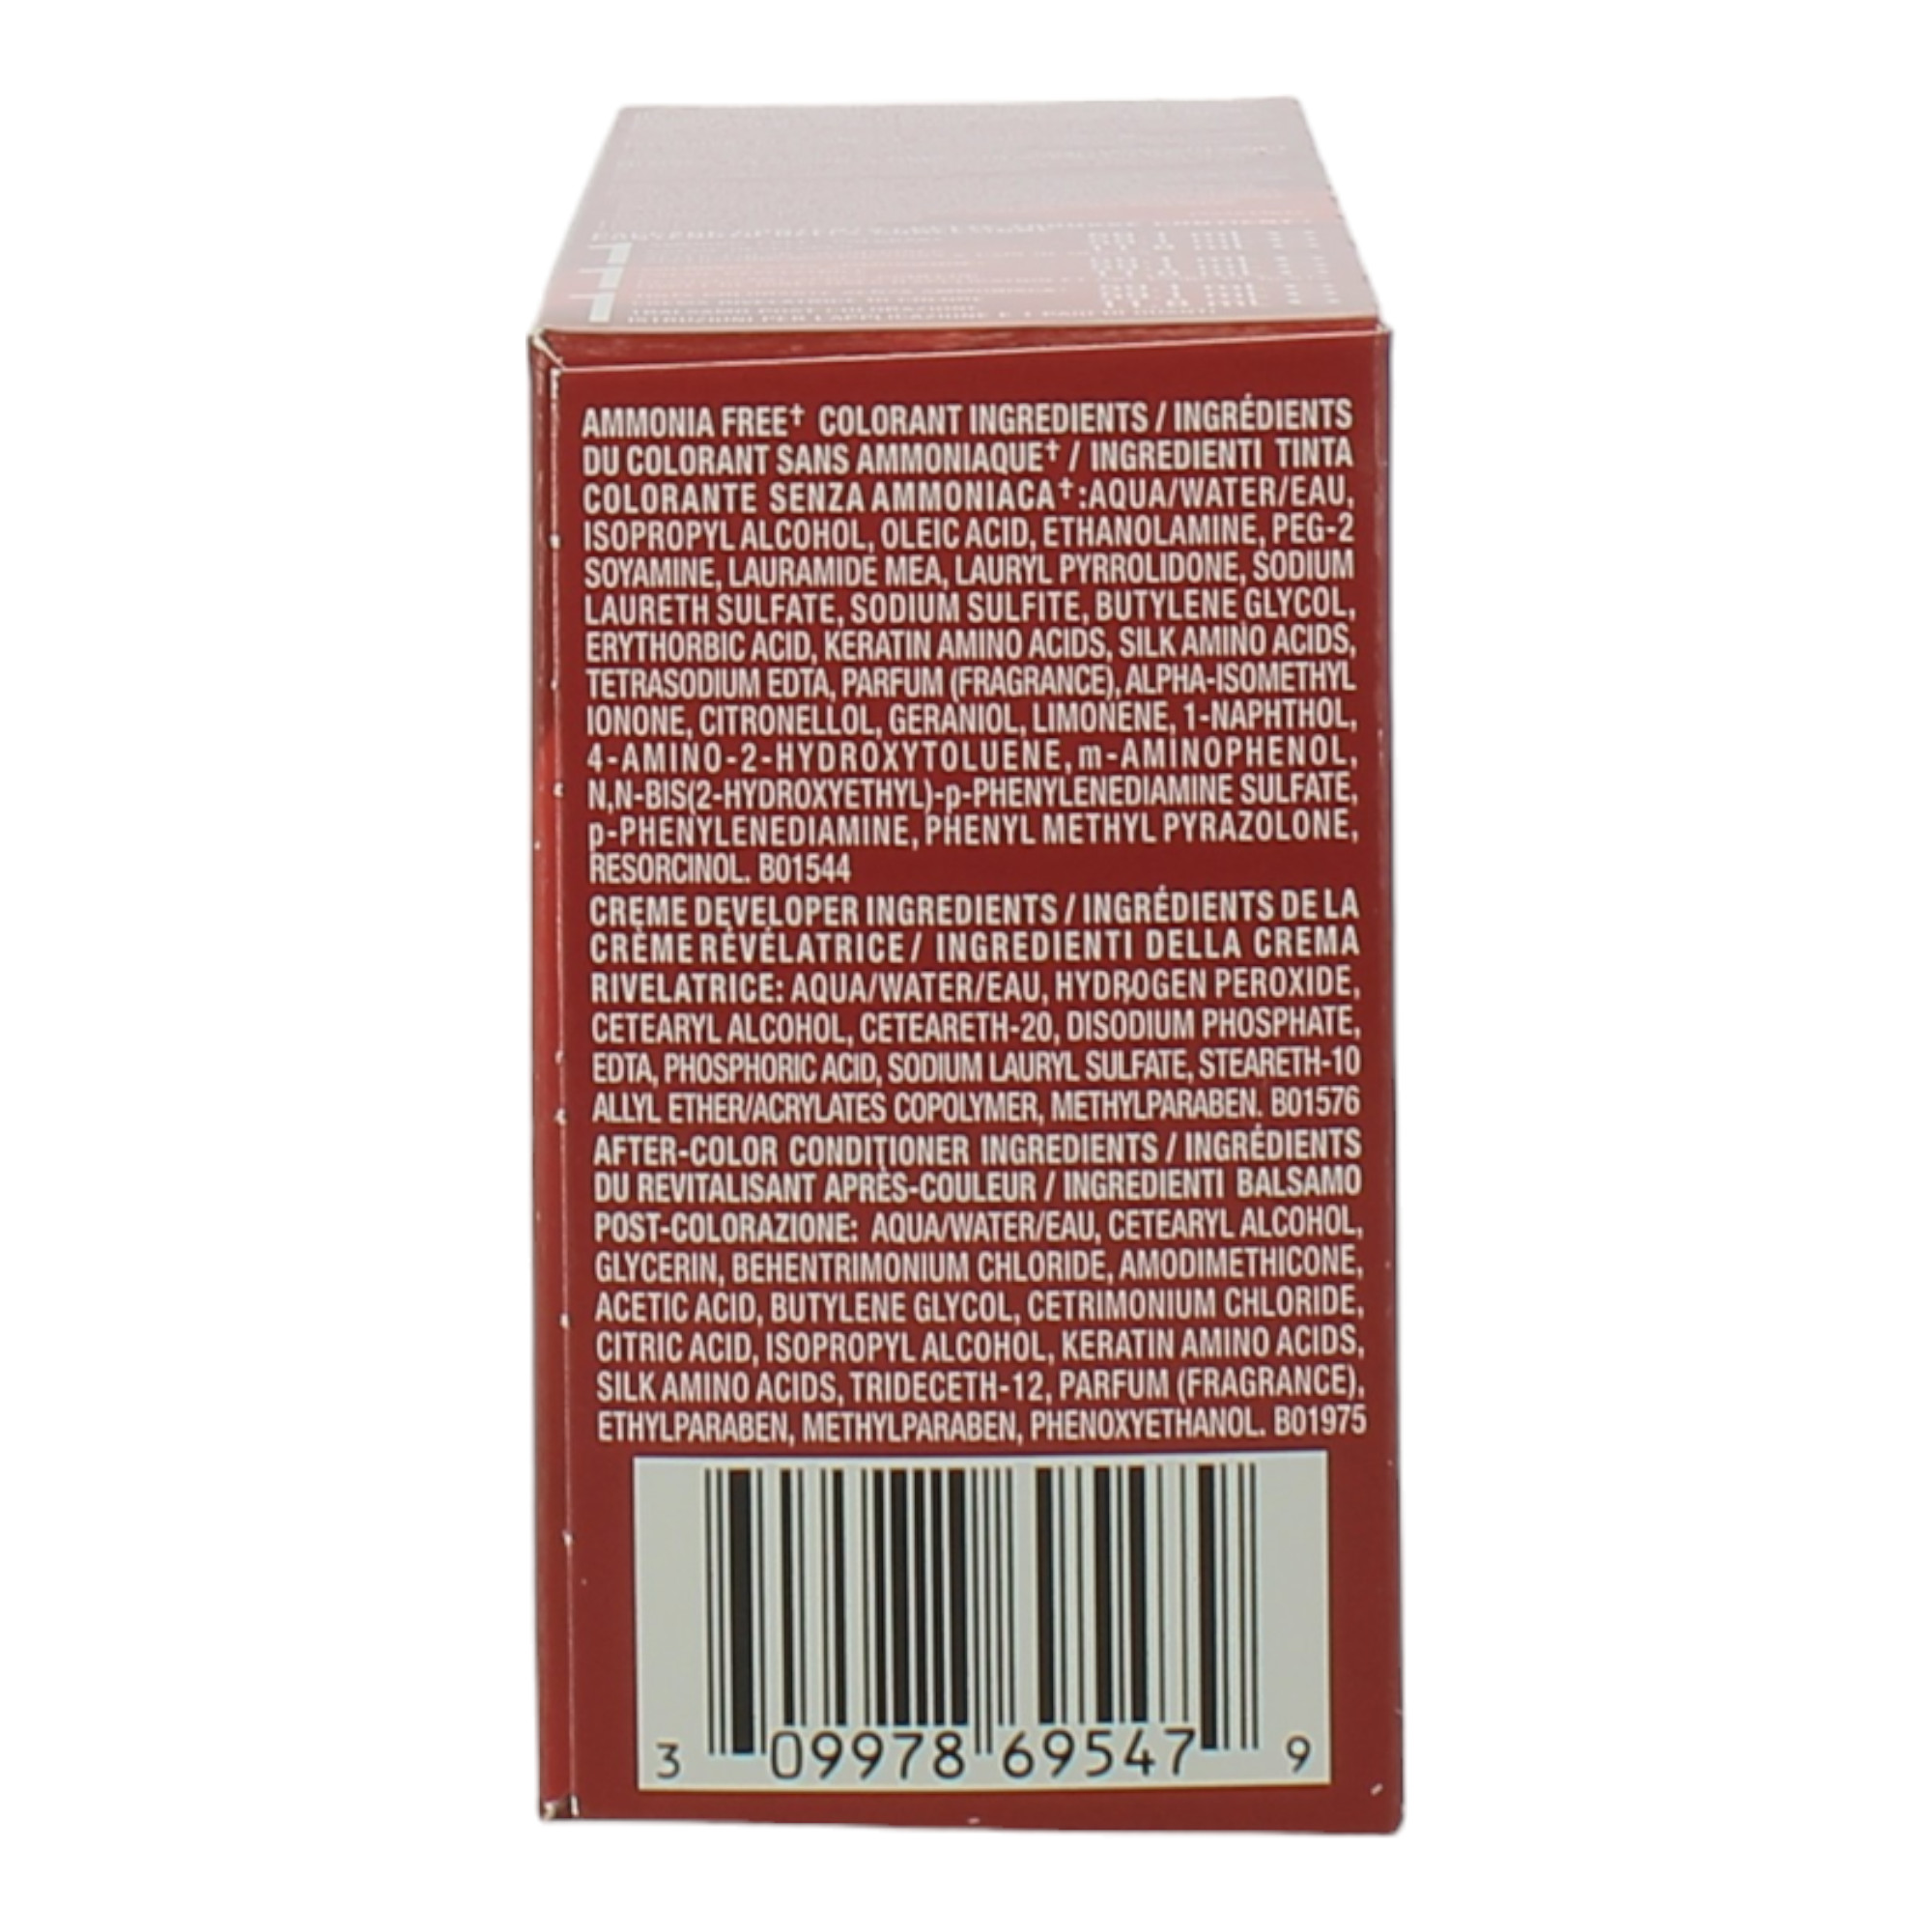 ISTRUZIONI PER L'APPLICAZIONE E 1 PAIO DI GUANTI
AMMONIA FREE† COLORANT INGREDIENTS / INGRÉDIENTS
DU COLORANT SANS AMMONIAQUE† / INGREDIENTI TINTA
COLORANTE SENZA AMMONIACA†:AQUA/WATER/EAU,
ISOPROPYL ALCOHOL, OLEIC ACID, ETHANOLAMINE, PEG-2
SOYAMINE, LAURAMIDE MEA, LAURYL PYRROLIDONE, SODIUM
LAURETH SULFATE, SODIUM SULFITE, BUTYLENE GLYCOL,
ERYTHORBIC ACID, KERATIN AMINO ACIDS, SILK AMINO ACIDS,
TETRASODIUM EDTA, PARFUM (FRAGRANCE), ALPHA-ISOMETHYL
IONONE, CITRONELLOL, GERANIOL, LIMONENE, 1-NAPHTHOL,
4-AMINO-2-HYDROXYTOLUENE, m-AMINOPHENOL,
N,N-BIS(2-HYDROXYETHYL)-p-PHENYLENEDIAMINE SULFATE,
p-PHENYLENEDIAMINE, PHENYL METHYL PYRAZOLONE,
RESORCINOL. B01544
CREME DEVELOPER INGREDIENTS / INGRÉDIENTS DE LA
CRÈME RÉVÉLATRICE / INGREDIENTI DELLA CREMA
RIVELATRICE: AQUA/WATER/EAU, HYDROGEN PEROXIDE,
CETEARYL ALCOHOL, CETEARETH-20, DISODIUM PHOSPHATE,
EDTA, PHOSPHORIC ACID, SODIUM LAURYL SULFATE, STEARETH-10
ALLYL ETHER/ACRYLATES COPOLYMER, METHYLPARABEN. B01576
AFTER-COLOR CONDITIONER INGREDIENTS / INGRÉDIENTS
DU REVITALISANT APRÈS-COULEUR / INGREDIENTI BALSAMO
POST-COLORAZIONE: AQUA/WATER/EAU, CETEARYL ALCOHOL,
GLYCERIN, BEHENTRIMONIUM CHLORIDE, AMODIMETHICONE,
ACETIC ACID, BUTYLENE GLYCOL, CETRIMONIUM CHLORIDE,
CITRIC ACID, ISOPROPYL ALCOHOL, KERATIN AMINO ACIDS,
SILK AMINO ACIDS, TRIDECETH-12, PARFUM (FRAGRANCE),
ETHYLPARABEN, METHYLPARABEN, PHENOXYETHANOL. B01975
3 09978 69547 9